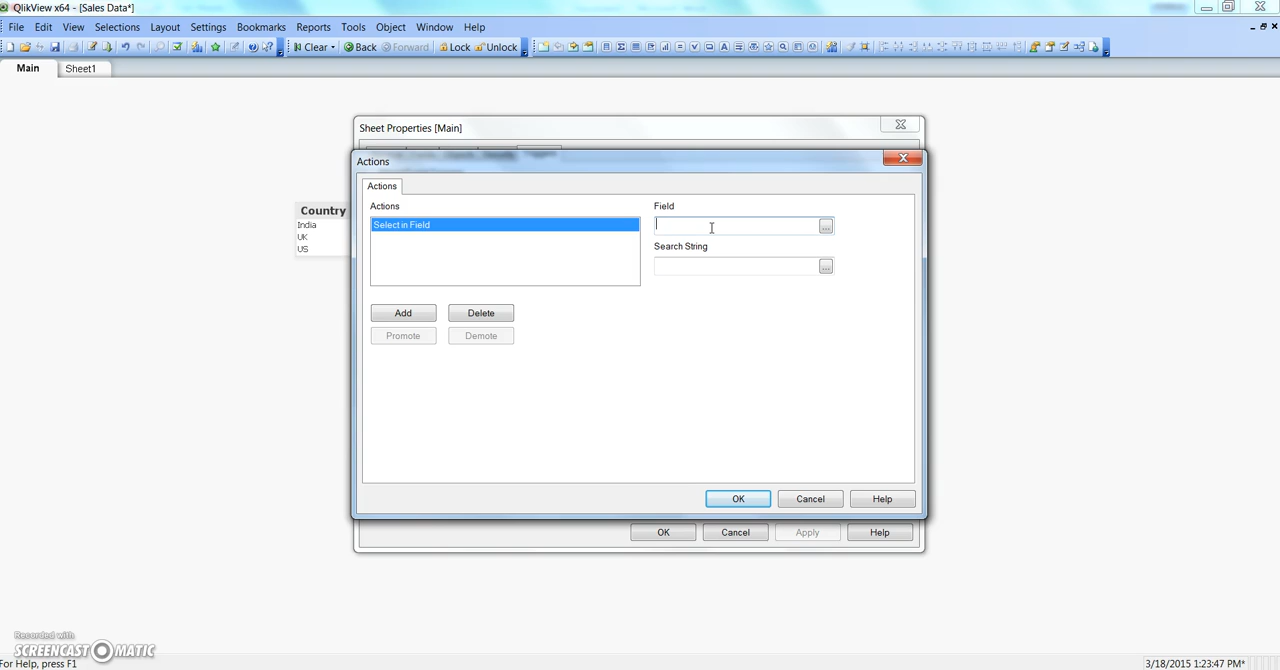 QlikView x64 - [Sales Data*]
File Edit View Selections Layout Settings Bookmarks Reports Tools Object Window Help
Clear Back Forward Lock Unlock
Main Sheet1
Sheet Properties [Main]
Actions
Actions
Actions
Field
Select in Field
Search String
Country
India
UK
US
Add Delete
Promote Demote
OK Cancel Help
OK Cancel Apply Help
Recorded with
SCREENCAST MATIC
For Help, press F1
3/18/2015 1:23:47 PM*